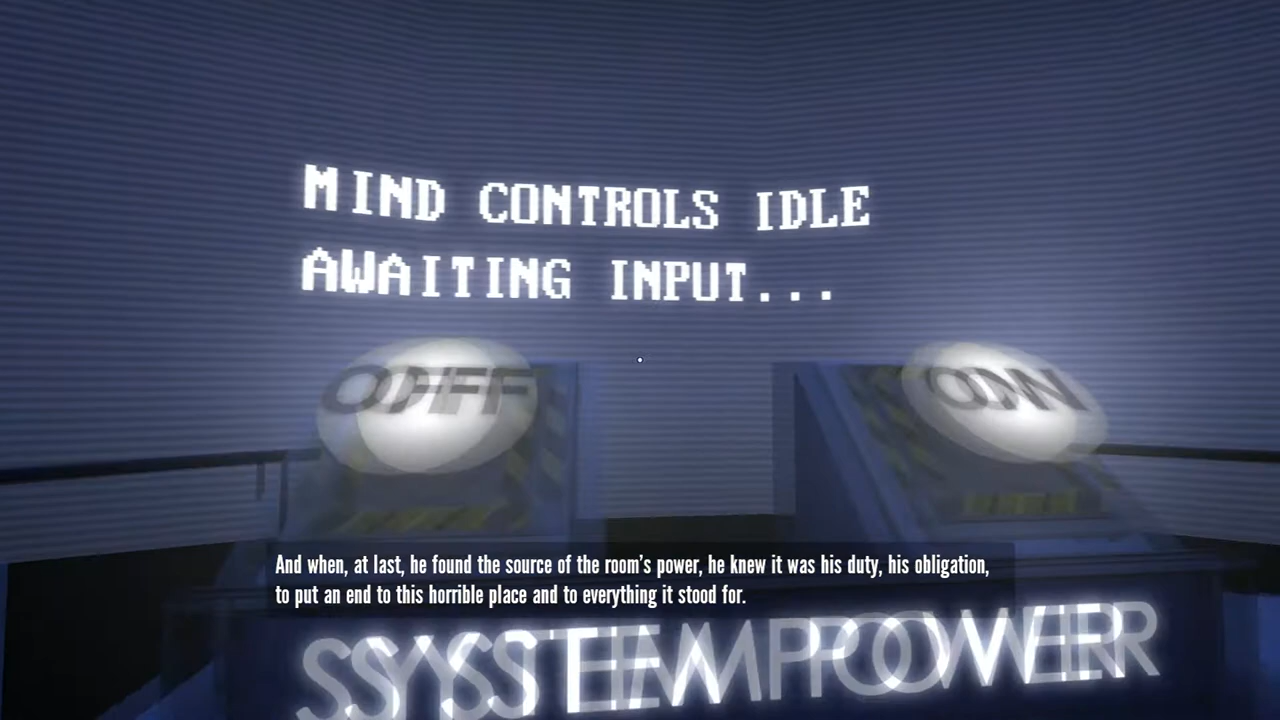 MIND CONTROLS IDLE
AWAITING INPUT...
OFF
ON
And when, at last, he found the source of the room's power, he knew it was his duty, his obligation,
to put an end to this horrible place and to everything it stood for.
SYSTEM POWER